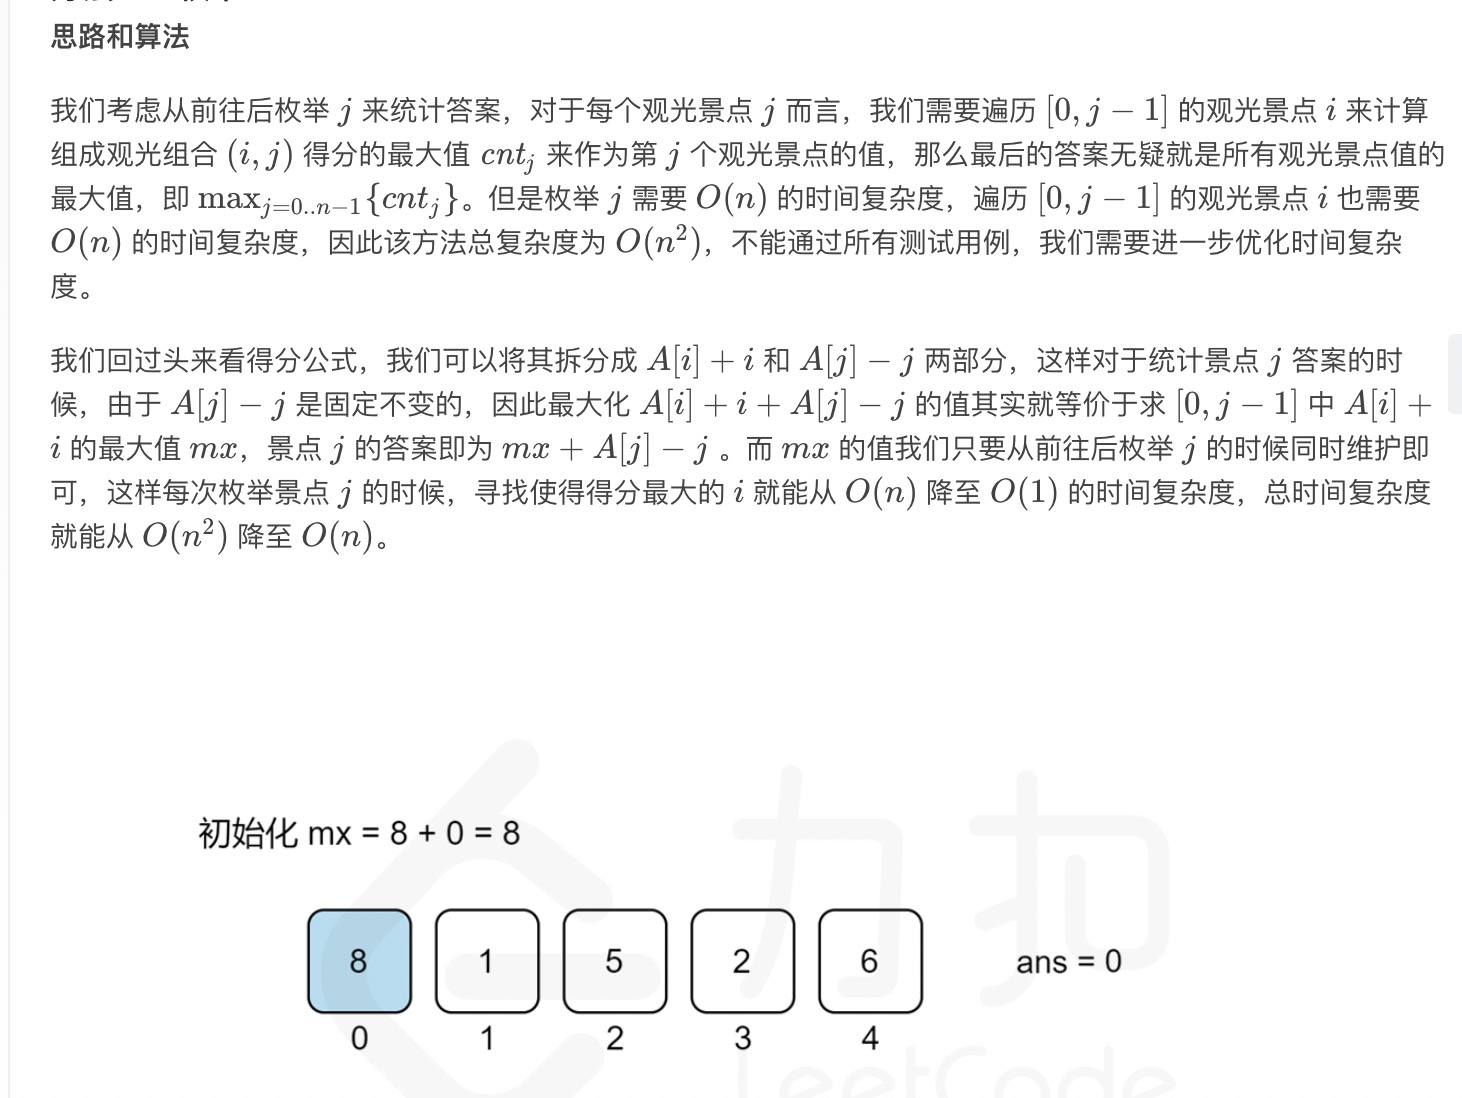 思路和算法
我们考虑从前往后枚举 j 来统计答案，对于每个观光景点 j 而言，我们需要遍历 [0, j − 1] 的观光景点 i 来计算
组成观光组合 (i, j) 得分的最大值 cnt_j 来作为第 j 个观光景点的值，那么最后的答案无疑就是所有观光景点值的
最大值，即 max_{j=0..n−1}{cnt_j}。但是枚举 j 需要 O(n) 的时间复杂度，遍历 [0, j − 1] 的观光景点 i 也需要
O(n) 的时间复杂度，因此该方法总复杂度为 O(n²)，不能通过所有测试用例，我们需要进一步优化时间复杂
度。
我们回过头来看得分公式，我们可以将其拆分成 A[i] + i 和 A[j] − j 两部分，这样对于统计景点 j 答案的时
候，由于 A[j] − j 是固定不变的，因此最大化 A[i] + i + A[j] − j 的值其实就等价于求 [0, j − 1] 中 A[i] +
i 的最大值 mx，景点 j 的答案即为 mx + A[j] − j 。而 mx 的值我们只要从前往后枚举 j 的时候同时维护即
可，这样每次枚举景点 j 的时候，寻找使得得分最大的 i 就能从 O(n) 降至 O(1) 的时间复杂度，总时间复杂度
就能从 O(n²) 降至 O(n)。
初始化 mx = 8 + 0 = 8
8 1 5 2 6 ans = 0
0 1 2 3 4
力扣
LeetCode